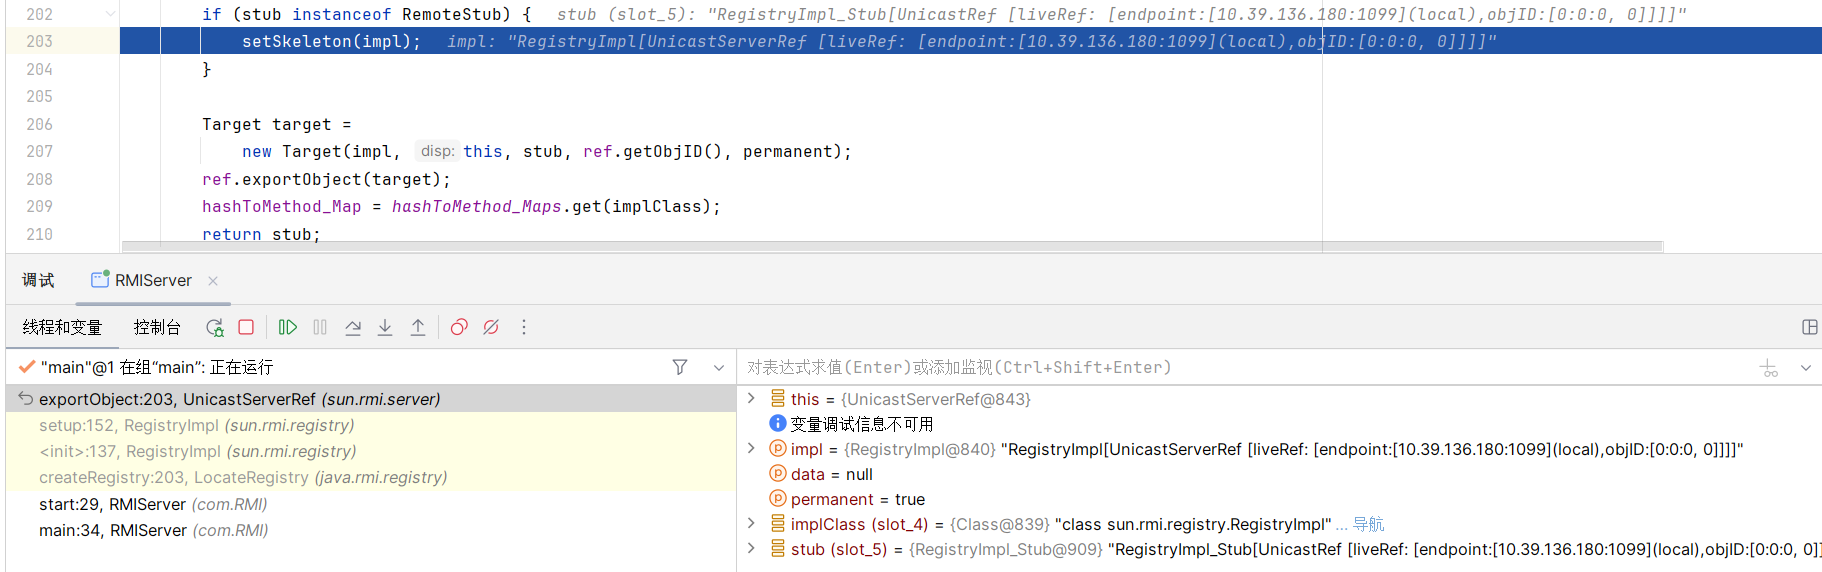 202 if (stub instanceof RemoteStub) { stub (slot_5): "RegistryImpl_Stub[UnicastRef [liveRef: [endpoint:[10.39.136.180:1099](local),objID:[0:0:0, 0]]]]"
203 setSkeleton(impl); impl: "RegistryImpl[UnicastServerRef [liveRef: [endpoint:[10.39.136.180:1099](local),objID:[0:0:0, 0]]]]"
204 }
205
206 Target target =
207 new Target(impl, disp: this, stub, ref.getObjID(), permanent);
208 ref.exportObject(target);
209 hashToMethod_Map = hashToMethod_Maps.get(implClass);
210 return stub;
调试 RMIServer
线程和变量 控制台
"main"@1 在组“main”: 正在运行
exportObject:203, UnicastServerRef (sun.rmi.server)
setup:152, RegistryImpl (sun.rmi.registry)
<init>:137, RegistryImpl (sun.rmi.registry)
createRegistry:203, LocateRegistry (java.rmi.registry)
start:29, RMIServer (com.RMI)
main:34, RMIServer (com.RMI)
对表达式求值(Enter)或添加监视(Ctrl+Shift+Enter)
this = {UnicastServerRef@843}
变量调试信息不可用
impl = {RegistryImpl@840} "RegistryImpl[UnicastServerRef [liveRef: [endpoint:[10.39.136.180:1099](local),objID:[0:0:0, 0]]]]"
data = null
permanent = true
implClass (slot_4) = {Class@839} "class sun.rmi.registry.RegistryImpl" ... 导航
stub (slot_5) = {RegistryImpl_Stub@909} "RegistryImpl_Stub[UnicastRef [liveRef: [endpoint:[10.39.136.180:1099](local),objID:[0:0:0, 0]]